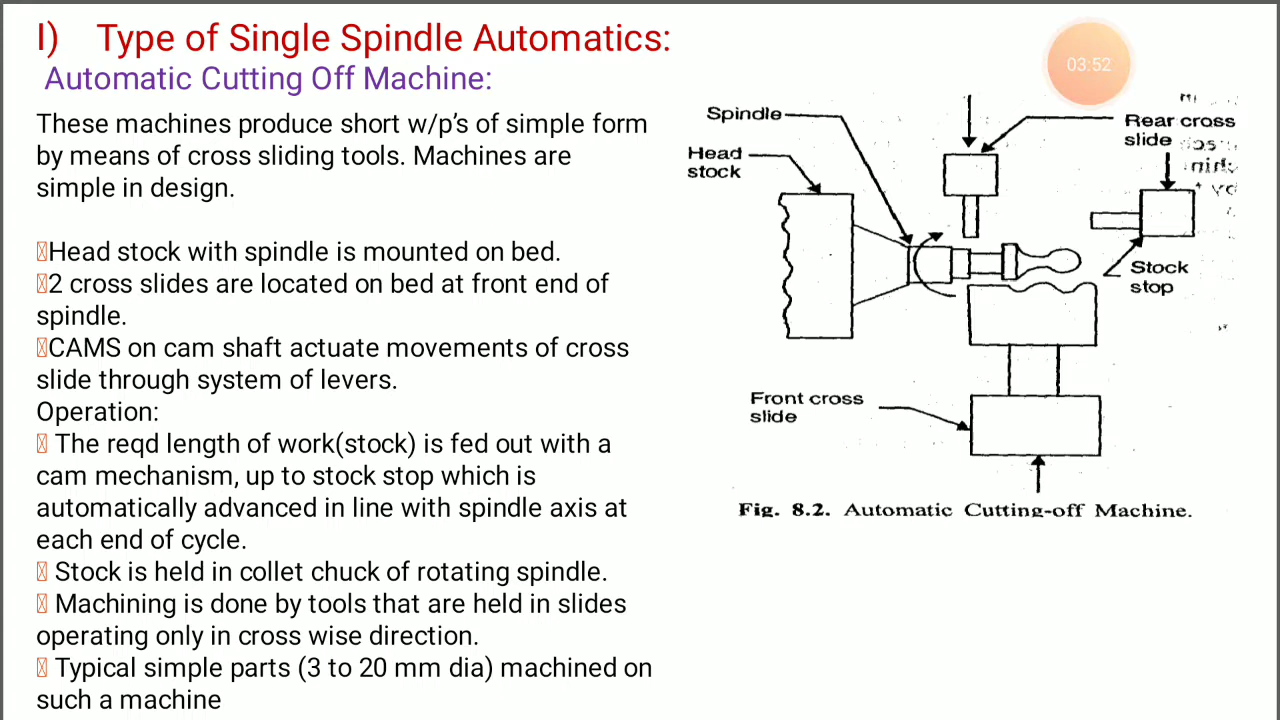 I) Type of Single Spindle Automatics:
Automatic Cutting Off Machine:
These machines produce short w/p's of simple form
by means of cross sliding tools. Machines are
simple in design.
Head stock with spindle is mounted on bed.
2 cross slides are located on bed at front end of
spindle.
CAMS on cam shaft actuate movements of cross
slide through system of levers.
Operation:
The reqd length of work(stock) is fed out with a
cam mechanism, up to stock stop which is
automatically advanced in line with spindle axis at
each end of cycle.
Stock is held in collet chuck of rotating spindle.
Machining is done by tools that are held in slides
operating only in cross wise direction.
Typical simple parts (3 to 20 mm dia) machined on
such a machine
03:52
Spindle
Head
stock
Rear cross
slide
Stock
stop
Front cross
slide
Fig. 8.2. Automatic Cutting-off Machine.